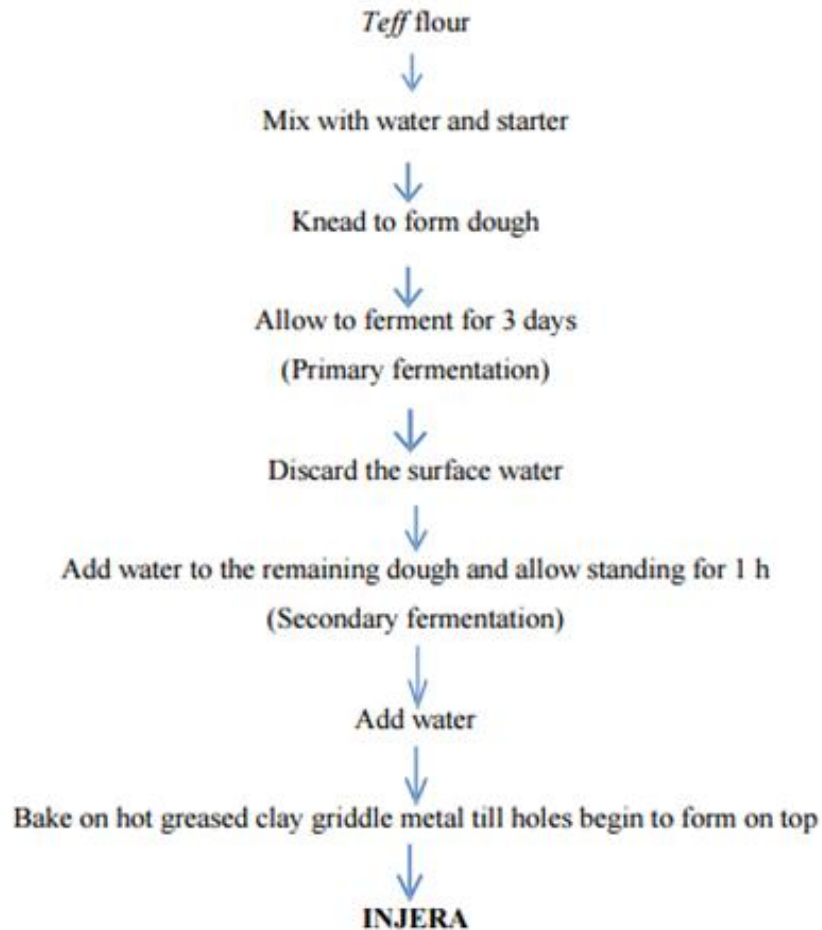 Teff flour
Mix with water and starter
Knead to form dough
Allow to ferment for 3 days
(Primary fermentation)
Discard the surface water
Add water to the remaining dough and allow standing for 1 h
(Secondary fermentation)
Add water
Bake on hot greased clay griddle metal till holes begin to form on top
INJERA